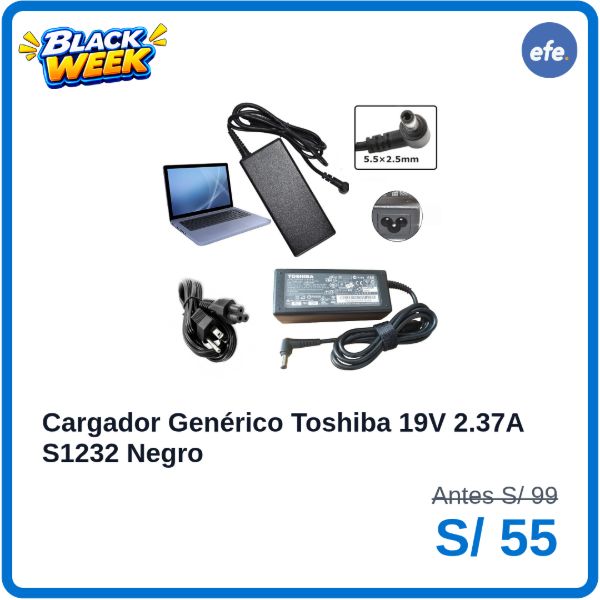 BLACK
WEEK
efe.
5.5×2.5mm
TOSHIBA
Cargador Genérico Toshiba 19V 2.37A
S1232 Negro
Antes S/ 99
S/ 55